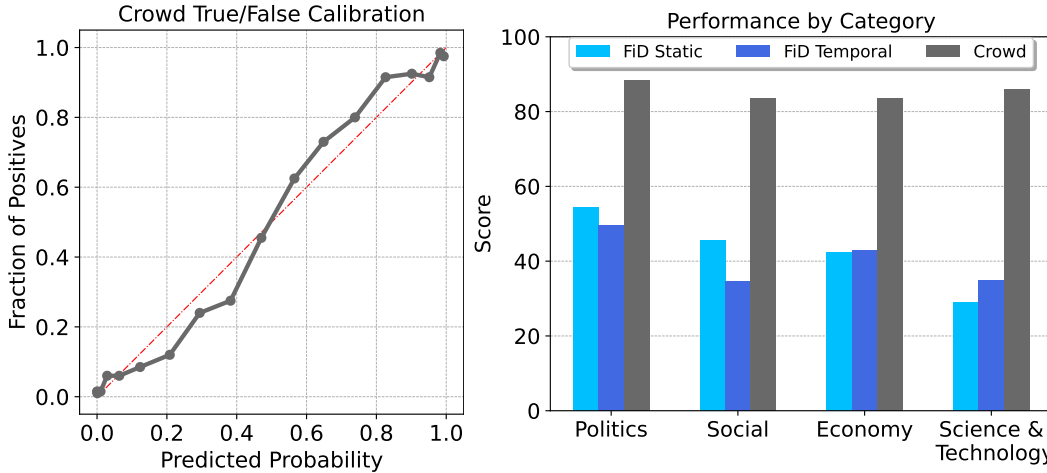 Crowd True/False Calibration
Fraction of Positives
1.0
0.8
0.6
0.4
0.2
0.0
0.0 0.2 0.4 0.6 0.8 1.0
Predicted Probability
Performance by Category
FiD Static FiD Temporal Crowd
Score
100
80
60
40
20
0
Politics Social Economy Science &
Technology